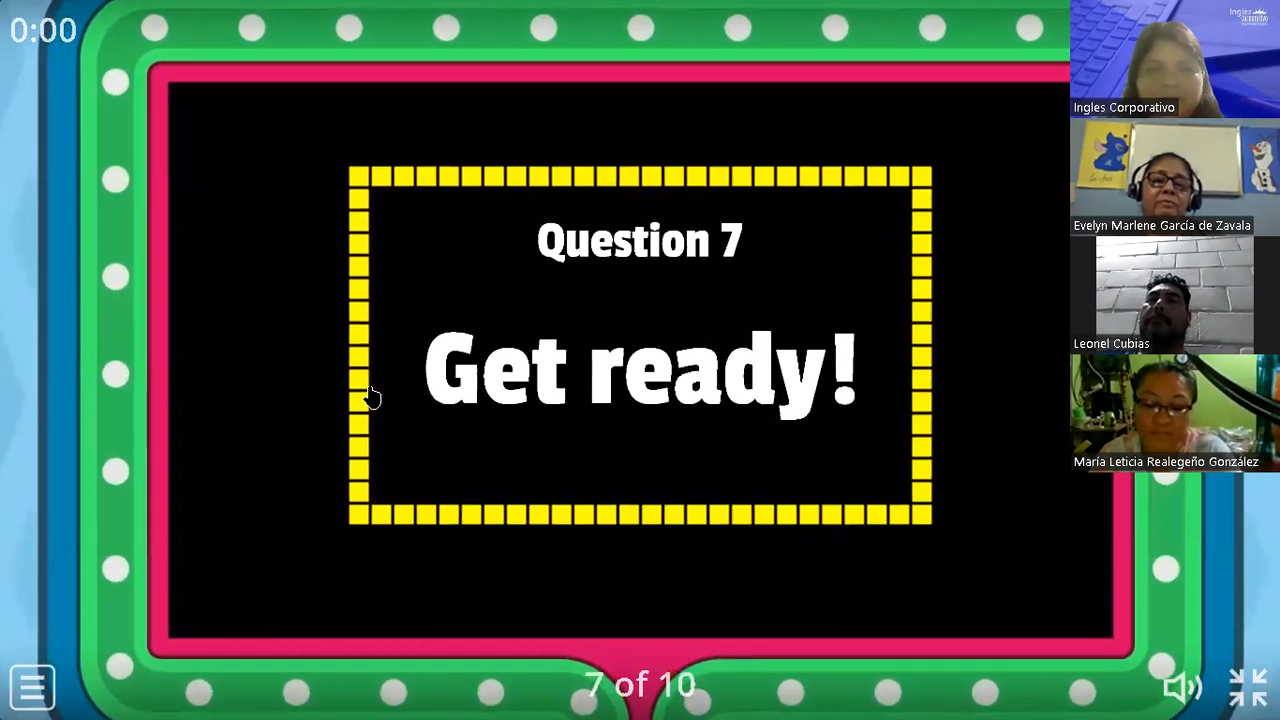 0:00
Question 7
Get ready!
7 of 10
Ingles
Ingles Corporativo
Evelyn Marlene García de Zavala
Leonel Cubias
María Leticia Realegeño González